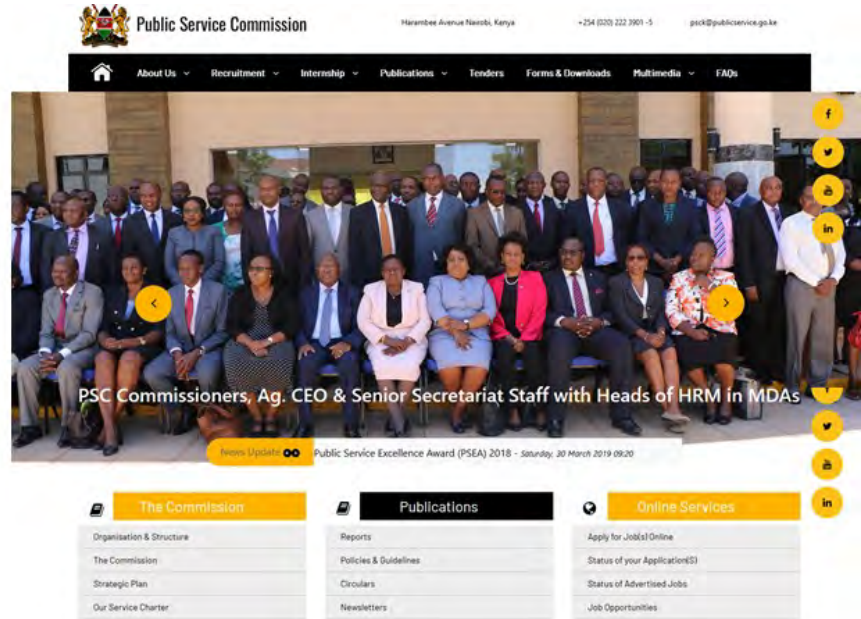 Public Service Commission
Harambee Avenue Nairobi, Kenya
+254 (020) 222 3901 -5
psck@publicservice.go.ke
About Us
Recruitment
Internship
Publications
Tenders
Forms & Downloads
Multimedia
FAQs
PSC Commissioners, Ag. CEO & Senior Secretariat Staff with Heads of HRM in MDAs
News Update
Public Service Excellence Award (PSEA) 2018 - Saturday, 30 March 2019 09:20
The Commission
Organisation & Structure
The Commission
Strategic Plan
Our Service Charter
Publications
Reports
Policies & Guidelines
Circulars
Newsletters
Online Services
Apply for Job(s) Online
Status of your Application(S)
Status of Advertised Jobs
Job Opportunities